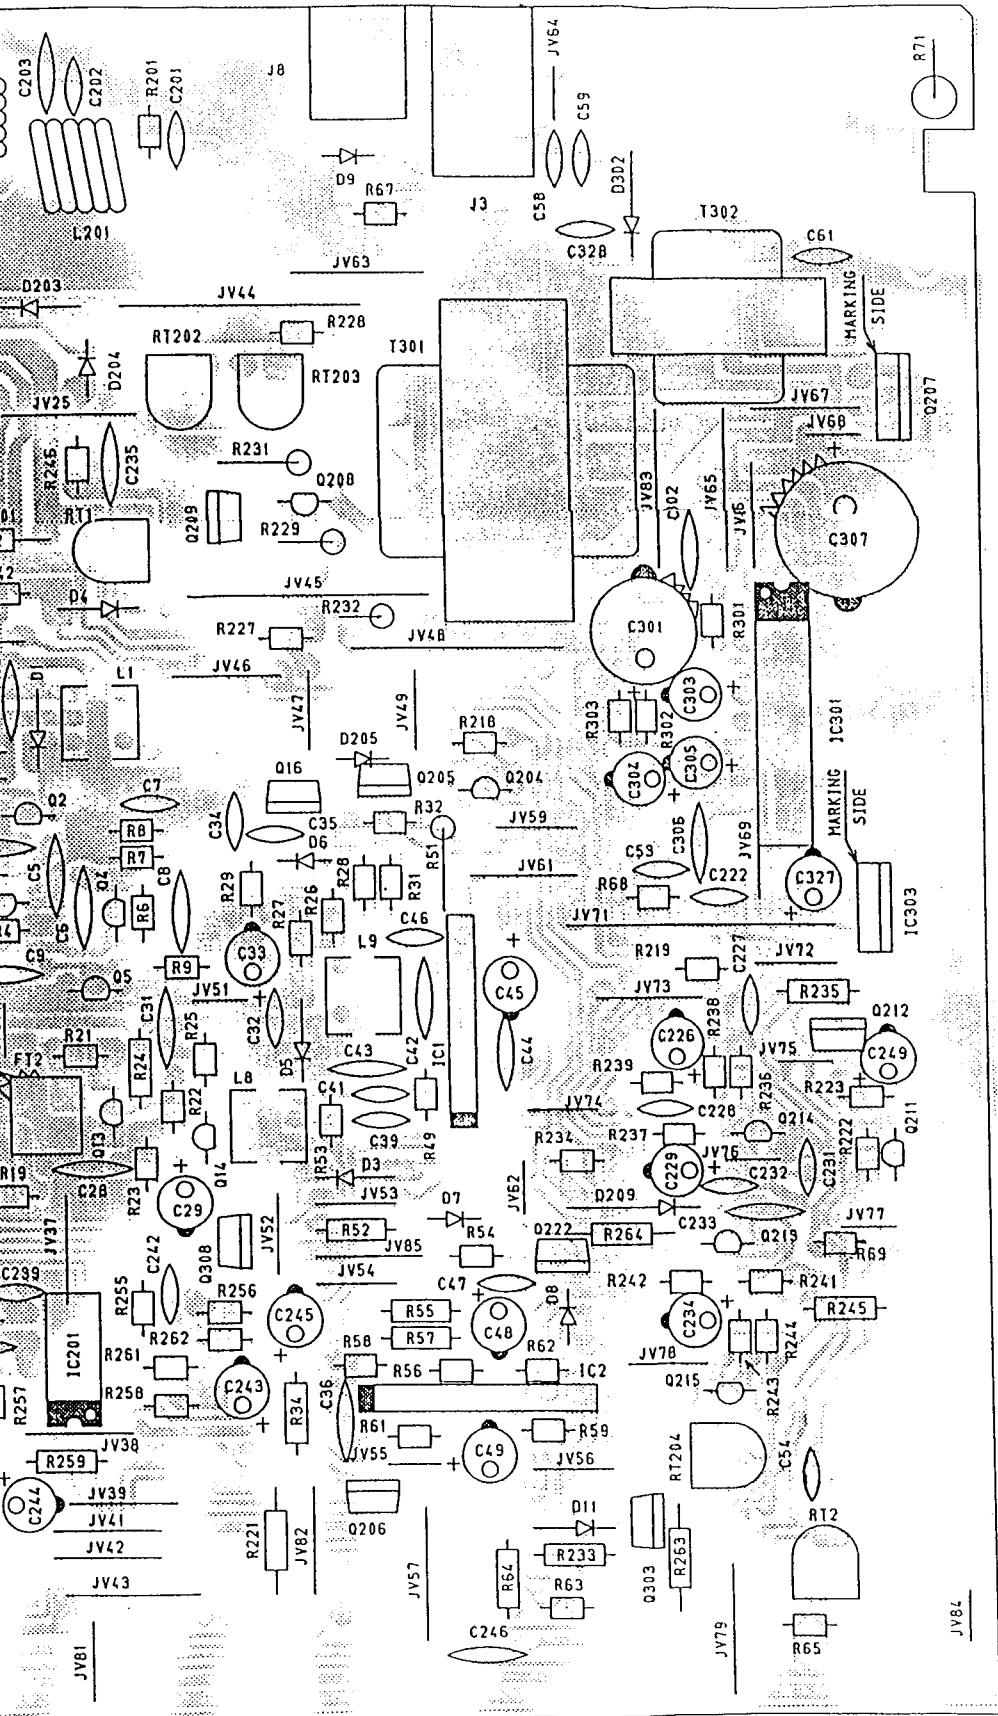 C203
C202
R201
C201
J8
JV64
C59
R71
D9
R67
L201
J3
C58
D302
C328
T302
C61
JV63
D203
JV44
MARKING
SIDE
RT202
R228
T301
D204
RT203
Q207
JV25
JV67
JV68
R246
C235
R231
Q208
JV83
C302
JV65
RT1
Q209
R229
C307
D4
JV45
R232
C301
R301
R227
JV48
JV46
D1
L1
JV47
JV49
C303
R303
R302
IC301
R218
D205
Q16
Q205
Q204
C304
C305
MARKING
SIDE
Q2
C7
C34
C35
R32
JV59
C306
JV69
R8
R7
D6
R51
C5
Q4
C8
R29
R28
R31
JV61
C53
C222
C327
R26
R27
R68
R6
R4
C6
JV71
IC303
C46
C33
L9
R219
C227
JV72
C9
R9
Q5
C45
JV51
JV73
R235
C31
R25
C32
R238
Q212
R21
R24
D5
C43
C42
IC1
C44
C226
JV75
C249
FT2
R239
R236
R223
L8
C41
R22
JV74
C228
Q214
Q211
Q13
Q14
C39
R49
R234
R237
R222
JV76
R19
C28
R23
R53
D3
JV62
C229
C232
C231
C29
JV53
D209
JV37
JV52
D7
C233
JV77
R52
R54
Q222
R264
Q213
R69
Q308
JV85
JV54
C239
C242
R255
C47
D8
R242
R241
R256
C245
R55
C48
C234
R245
IC201
R262
R57
R244
R58
R62
R261
R56
IC2
JV78
R243
C243
Q215
R257
R258
R34
C36
R61
R59
RT204
C54
JV38
JV55
C49
JV56
R259
C244
JV39
JV41
JV42
Q206
D11
RT2
R221
JV82
R233
Q303
R263
JV57
R64
R63
JV43
JV79
JV84
C246
R65
JV81